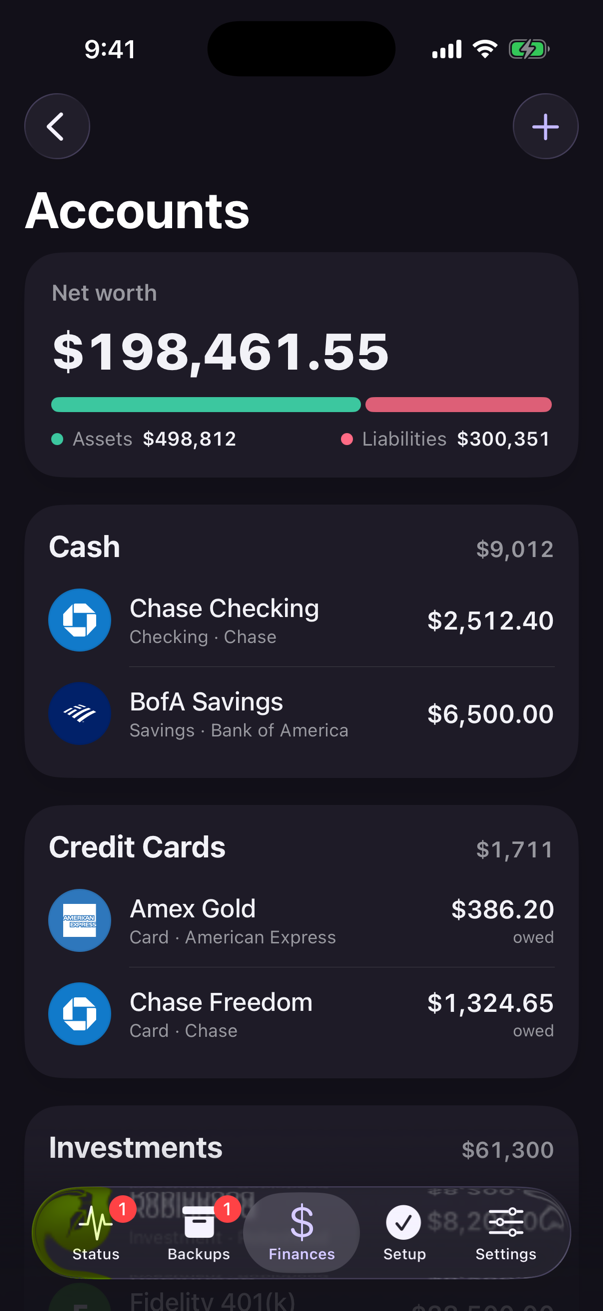 9:41
Accounts
Net worth
$198,461.55
Assets $498,812
Liabilities $300,351
Cash $9,012
Chase Checking
Checking · Chase
$2,512.40
BofA Savings
Savings · Bank of America
$6,500.00
Credit Cards $1,711
AMERICAN
EXPRESS
Amex Gold
Card · American Express
$386.20
owed
Chase Freedom
Card · Chase
$1,324.65
owed
Investments $61,300
1
1
Status
Backups
Finances
Setup
Settings
Fidelity 401(k)